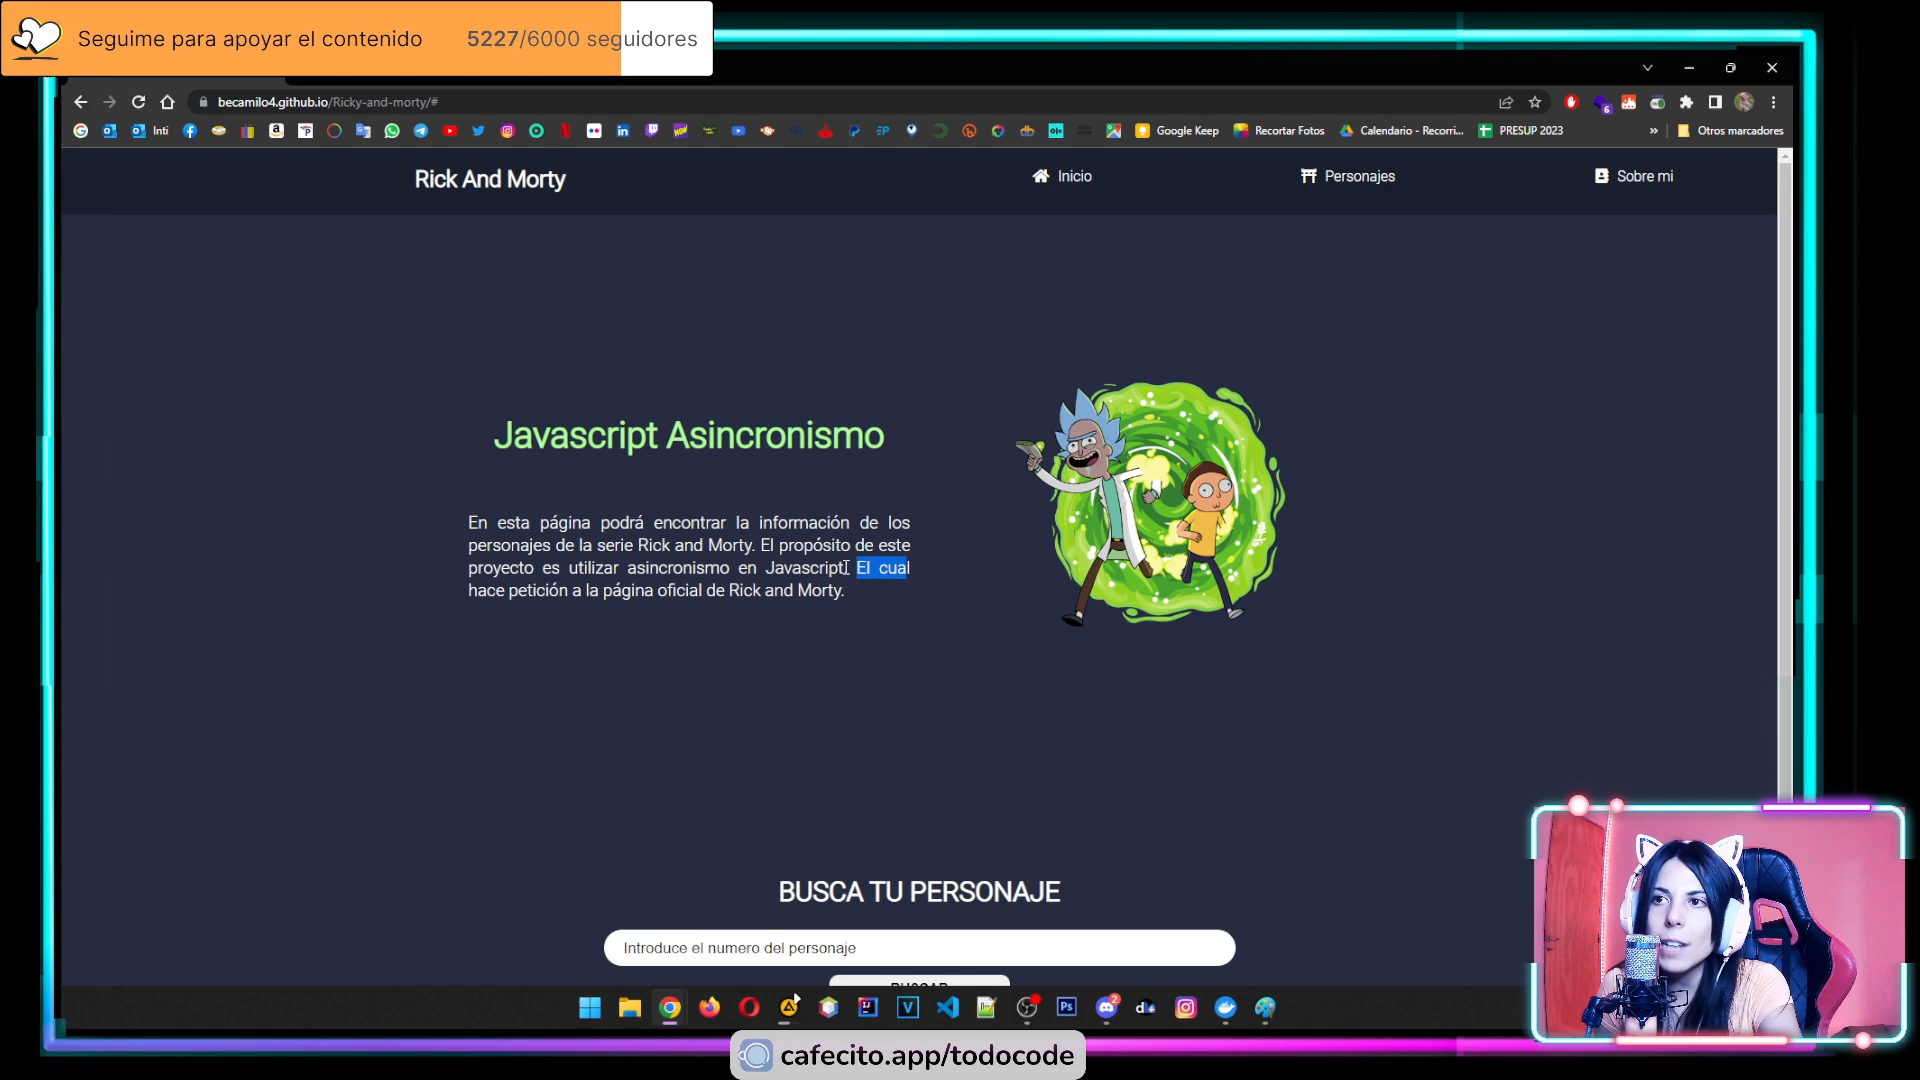 Seguime para apoyar el contenido 5227/6000 seguidores
becamilo4.github.io/Ricky-and-morty/#
Inti
Google Keep
Recortar Fotos
Calendario - Recorri...
PRESUP 2023
»
Otros marcadores
Rick And Morty
Inicio
Personajes
Sobre mi
Javascript Asincronismo
En esta página podrá encontrar la información de los
personajes de la serie Rick and Morty. El propósito de este
proyecto es utilizar asincronismo en Javascript. El cual
hace petición a la página oficial de Rick and Morty.
BUSCA TU PERSONAJE
Introduce el numero del personaje
BUSCAR
cafecito.app/todocode